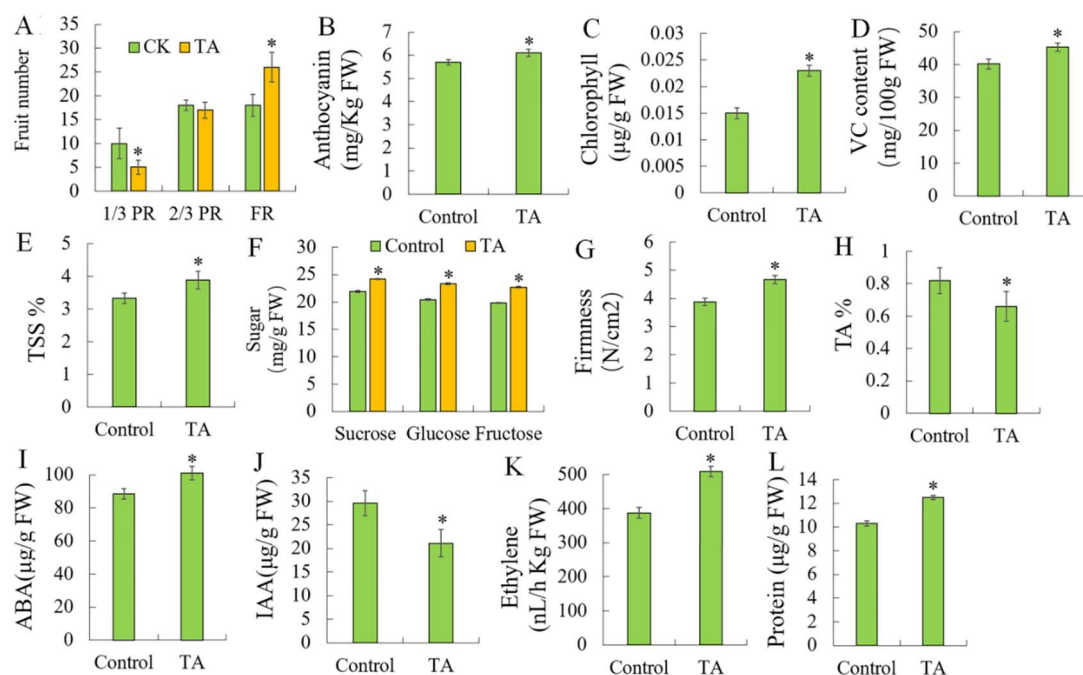 A
Fruit number
35
30
25
20
15
10
5
0
CK
TA
*
*
1/3 PR
2/3 PR
FR
B
Anthocyanin
(mg/Kg FW)
7
6
5
4
3
2
1
0
*
Control
TA
C
Chlorophyll
(μg/g FW)
0.03
0.025
0.02
0.015
0.01
0.005
0
*
Control
TA
D
VC content
(mg/100g FW)
50
40
30
20
10
0
*
Control
TA
E
TSS %
5
4
3
2
1
0
*
Control
TA
F
Sugar
(mg/g FW)
30
25
20
15
10
5
0
Control
TA
*
*
*
Sucrose
Glucose
Fructose
G
Firmness
(N/cm2)
6
5
4
3
2
1
0
*
Control
TA
H
TA %
1
0.8
0.6
0.4
0.2
0
*
Control
TA
I
ABA(μg/g FW)
100
80
60
40
20
0
*
Control
TA
J
IAA(μg/g FW)
35
30
25
20
15
10
5
0
*
Control
TA
K
Ethylene
(nL/h Kg FW)
500
400
300
200
100
0
*
Control
TA
L
Protein (μg/g FW)
14
12
10
8
6
4
2
0
*
Control
TA